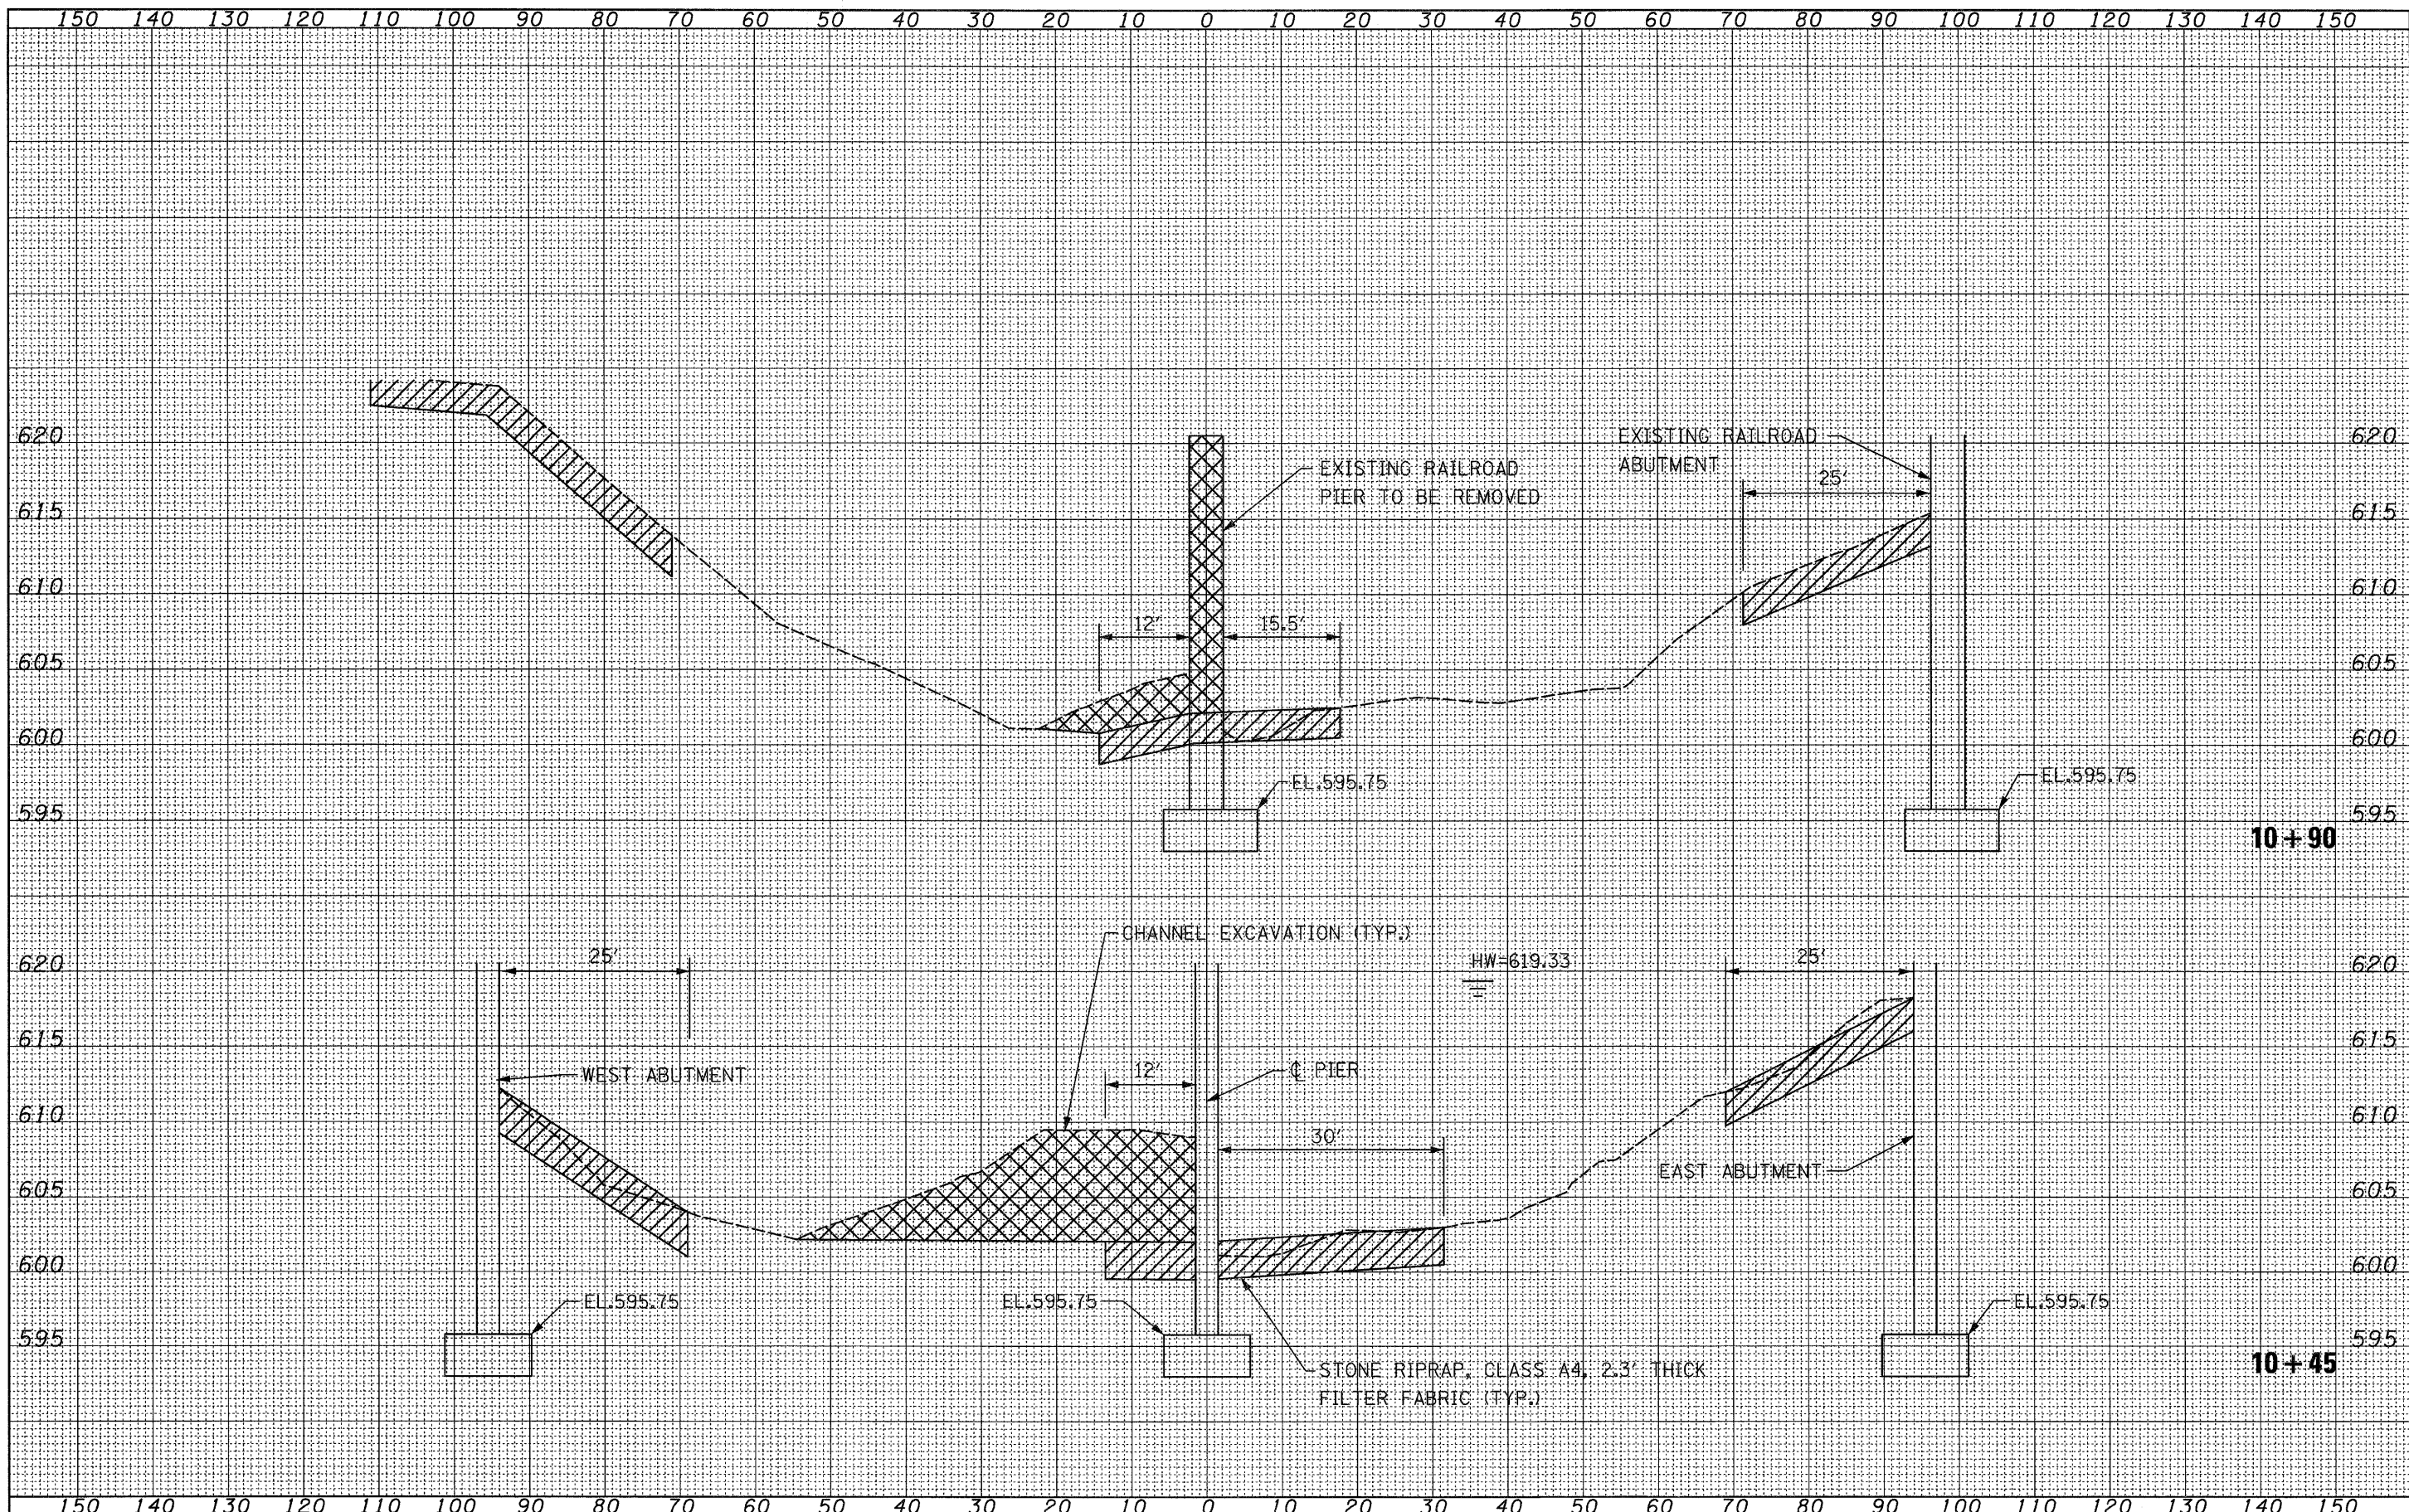 150 140 130 120 110 100 90 80 70 60 50 40 30 20 10 0 10 20 30 40 50 60 70 80 90 100 110 120 130 140 150
620 EXISTING RAILROAD 620
ABUTMENT
EXISTING RAILROAD
PIER TO BE REMOVED
25'
615 615
610 610
12' 15.5'
605 605
600 600
EL.595.75 EL.595.75
595 595
10+90
CHANNEL EXCAVATION (TYP.)
620 25' HW=619.33 25' 620
615 615
WEST ABUTMENT 12' ℄ PIER
610 610
30'
EAST ABUTMENT
605 605
600 600
EL.595.75 EL.595.75 EL.595.75
595 595
10+45
STONE RIPRAP, CLASS A4, 2.3' THICK
FILTER FABRIC (TYP.)
150 140 130 120 110 100 90 80 70 60 50 40 30 20 10 0 10 20 30 40 50 60 70 80 90 100 110 120 130 140 150